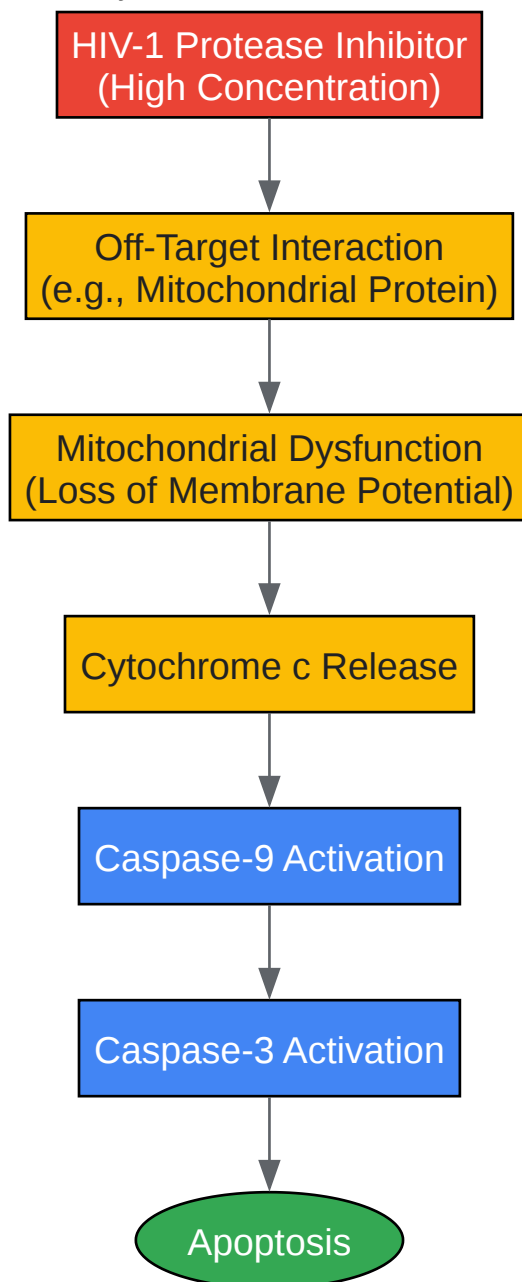 HIV-1 Protease Inhibitor
(High Concentration)
Off-Target Interaction
(e.g., Mitochondrial Protein)
Mitochondrial Dysfunction
(Loss of Membrane Potential)
Cytochrome c Release
Caspase-9 Activation
Caspase-3 Activation
Apoptosis